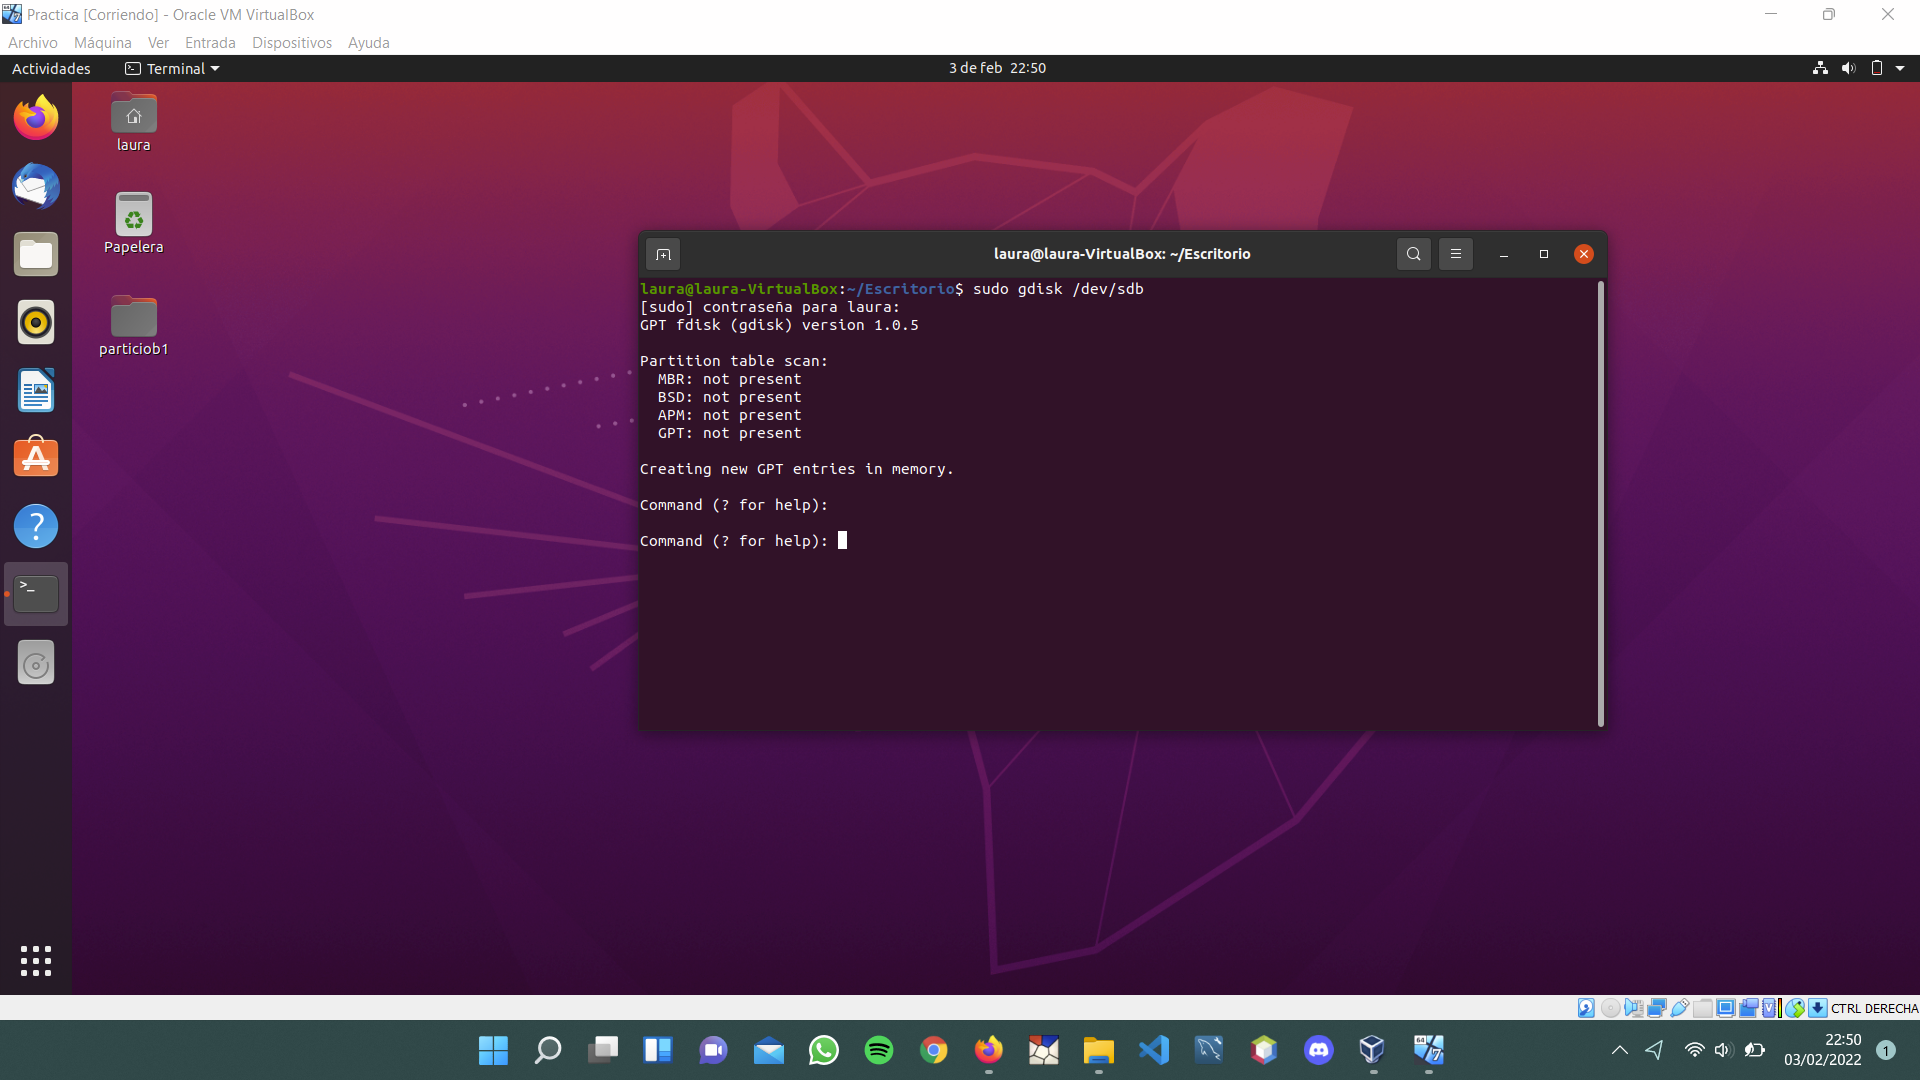 Practica [Corriendo] - Oracle VM VirtualBox
Archivo Máquina Ver Entrada Dispositivos Ayuda
Actividades Terminal 3 de feb 22:50
laura
Papelera
particiob1
laura@laura-VirtualBox: ~/Escritorio
laura@laura-VirtualBox:~/Escritorio$ sudo gdisk /dev/sdb
[sudo] contraseña para laura:
GPT fdisk (gdisk) version 1.0.5
Partition table scan:
MBR: not present
BSD: not present
APM: not present
GPT: not present
Creating new GPT entries in memory.
Command (? for help):
Command (? for help):
CTRL DERECHA
22:50
03/02/2022
1